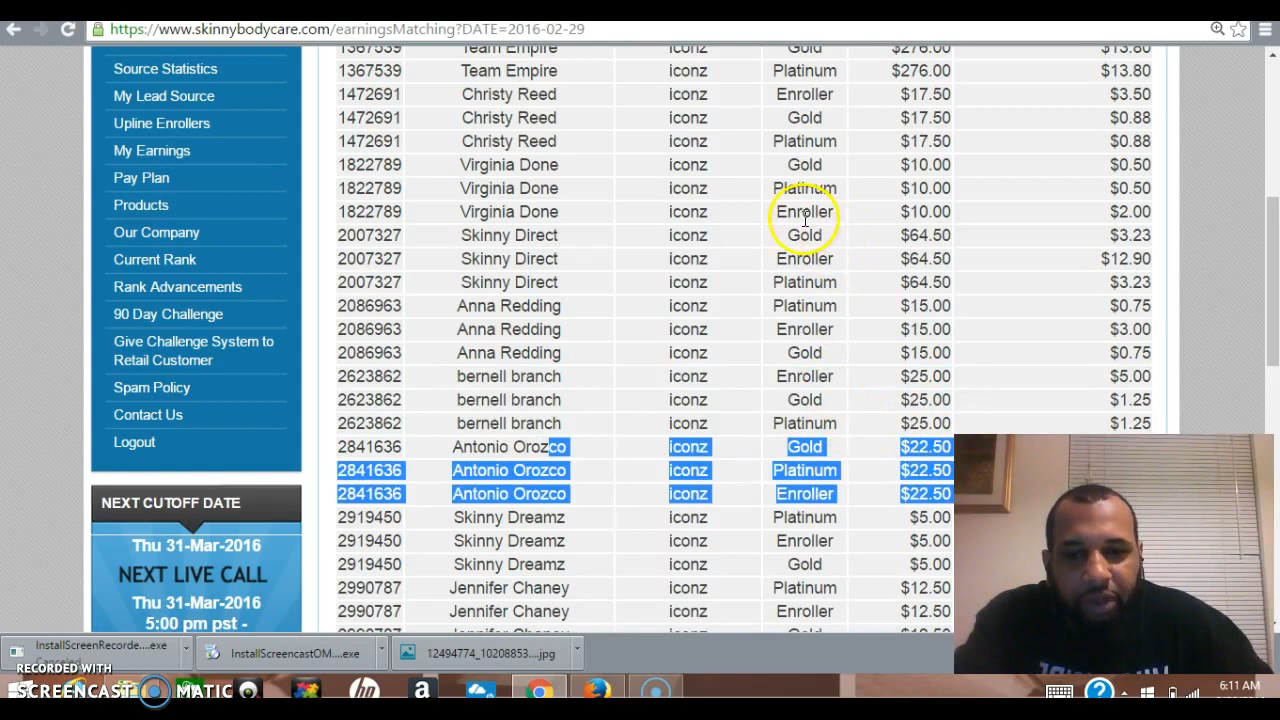 https://www.skinnybodycare.com/earningsMatching?DATE=2016-02-29
Source Statistics
My Lead Source
Upline Enrollers
My Earnings
Pay Plan
Products
Our Company
Current Rank
Rank Advancements
90 Day Challenge
Give Challenge System to
Retail Customer
Spam Policy
Contact Us
Logout
NEXT CUTOFF DATE
Thu 31-Mar-2016
NEXT LIVE CALL
Thu 31-Mar-2016
5:00 pm pst -
1367539 Team Empire iconz Gold $276.00 $13.80
1367539 Team Empire iconz Platinum $276.00 $13.80
1472691 Christy Reed iconz Enroller $17.50 $3.50
1472691 Christy Reed iconz Gold $17.50 $0.88
1472691 Christy Reed iconz Platinum $17.50 $0.88
1822789 Virginia Done iconz Gold $10.00 $0.50
1822789 Virginia Done iconz Platinum $10.00 $0.50
1822789 Virginia Done iconz Enroller $10.00 $2.00
2007327 Skinny Direct iconz Gold $64.50 $3.23
2007327 Skinny Direct iconz Enroller $64.50 $12.90
2007327 Skinny Direct iconz Platinum $64.50 $3.23
2086963 Anna Redding iconz Platinum $15.00 $0.75
2086963 Anna Redding iconz Enroller $15.00 $3.00
2086963 Anna Redding iconz Gold $15.00 $0.75
2623862 bernell branch iconz Enroller $25.00 $5.00
2623862 bernell branch iconz Gold $25.00 $1.25
2623862 bernell branch iconz Platinum $25.00 $1.25
2841636 Antonio Orozco iconz Gold $22.50
2841636 Antonio Orozco iconz Platinum $22.50
2841636 Antonio Orozco iconz Enroller $22.50
2919450 Skinny Dreamz iconz Platinum $5.00
2919450 Skinny Dreamz iconz Enroller $5.00
2919450 Skinny Dreamz iconz Gold $5.00
2990787 Jennifer Chaney iconz Platinum $12.50
2990787 Jennifer Chaney iconz Enroller $12.50
InstallScreenRecorde....exe
Canceled
InstallScreencastOM....exe
12494774_10208853....jpg
RECORDED WITH
SCREENCAST MATIC
6:11 AM